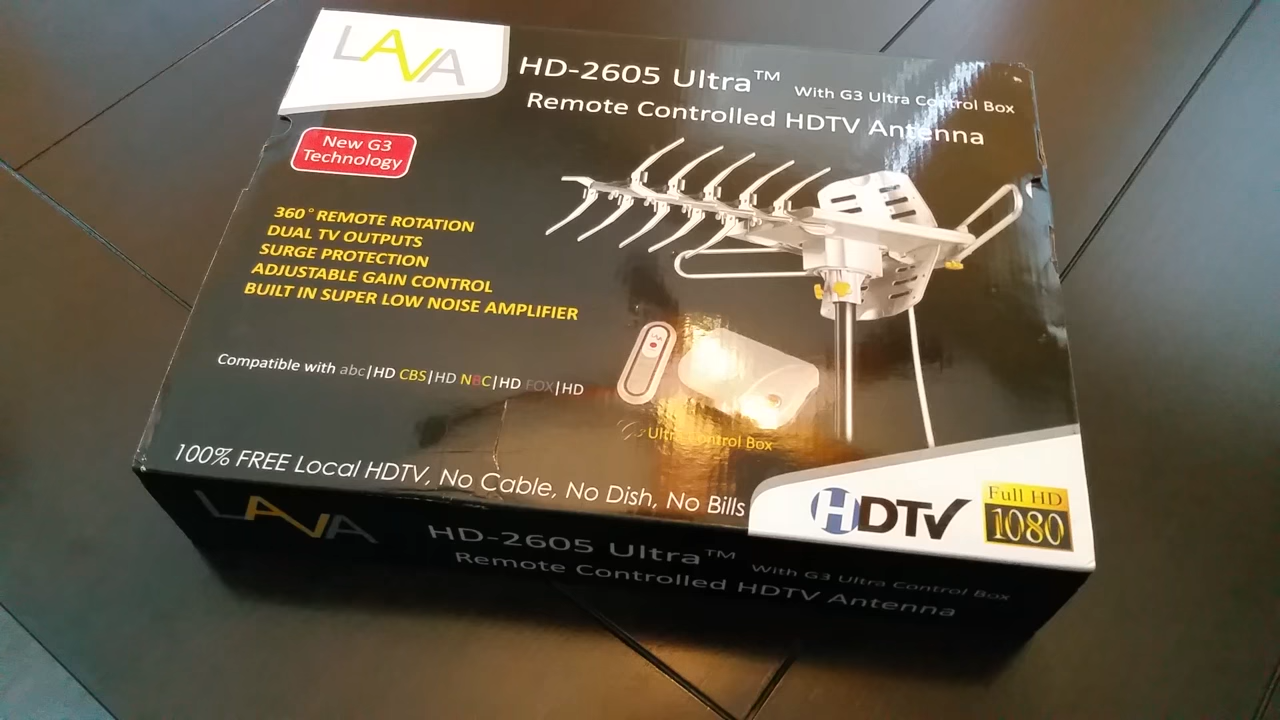 LAVA
HD-2605 Ultra™ With G3 Ultra Control Box
Remote Controlled HDTV Antenna
New G3
Technology
360° REMOTE ROTATION
DUAL TV OUTPUTS
SURGE PROTECTION
ADJUSTABLE GAIN CONTROL
BUILT IN SUPER LOW NOISE AMPLIFIER
Compatible with abc|HD CBS|HD NBC|HD FOX|HD
Ultra Control Box
100% FREE Local HDTV, No Cable, No Dish, No Bills
HDTV
Full HD
1080
LAVA
HD-2605 Ultra™ With G3 Ultra Control Box
Remote Controlled HDTV Antenna